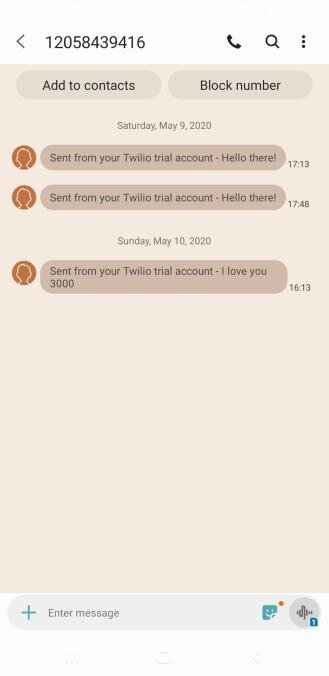 12058439416
Add to contacts
Block number
Saturday, May 9, 2020
Sent from your Twilio trial account - Hello there!
17:13
Sent from your Twilio trial account - Hello there!
17:48
Sunday, May 10, 2020
Sent from your Twilio trial account - I love you
3000
16:13
Enter message
1